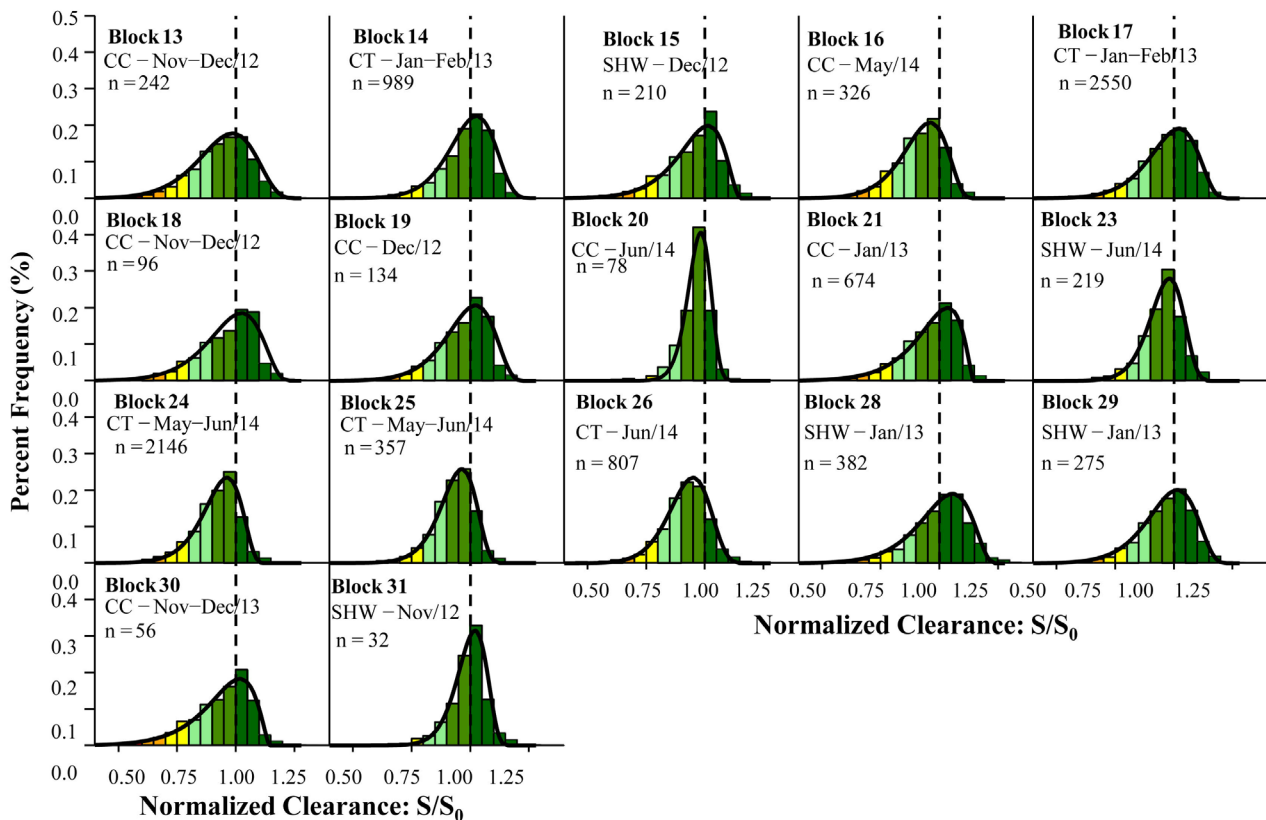 Percent Frequency (%)
0.5
0.4
0.3
0.2
0.1
0.0
Block 13
CC – Nov–Dec/12
n = 242
Block 14
CT – Jan–Feb/13
n = 989
Block 15
SHW – Dec/12
n = 210
Block 16
CC – May/14
n = 326
Block 17
CT – Jan–Feb/13
n = 2550
0.4
0.3
0.2
0.1
0.0
Block 18
CC – Nov–Dec/12
n = 96
Block 19
CC – Dec/12
n = 134
Block 20
CC – Jun/14
n = 78
Block 21
CC – Jan/13
n = 674
Block 23
SHW – Jun/14
n = 219
0.4
0.3
0.2
0.1
0.0
Block 24
CT – May–Jun/14
n = 2146
Block 25
CT – May–Jun/14
n = 357
Block 26
CT – Jun/14
n = 807
Block 28
SHW – Jan/13
n = 382
Block 29
SHW – Jan/13
n = 275
0.50 0.75 1.00 1.25 0.50 0.75 1.00 1.25 0.50 0.75 1.00 1.25
Normalized Clearance: S/S0
0.4
0.3
0.2
0.1
0.0
Block 30
CC – Nov–Dec/13
n = 56
Block 31
SHW – Nov/12
n = 32
0.50 0.75 1.00 1.25 0.50 0.75 1.00 1.25
Normalized Clearance: S/S0